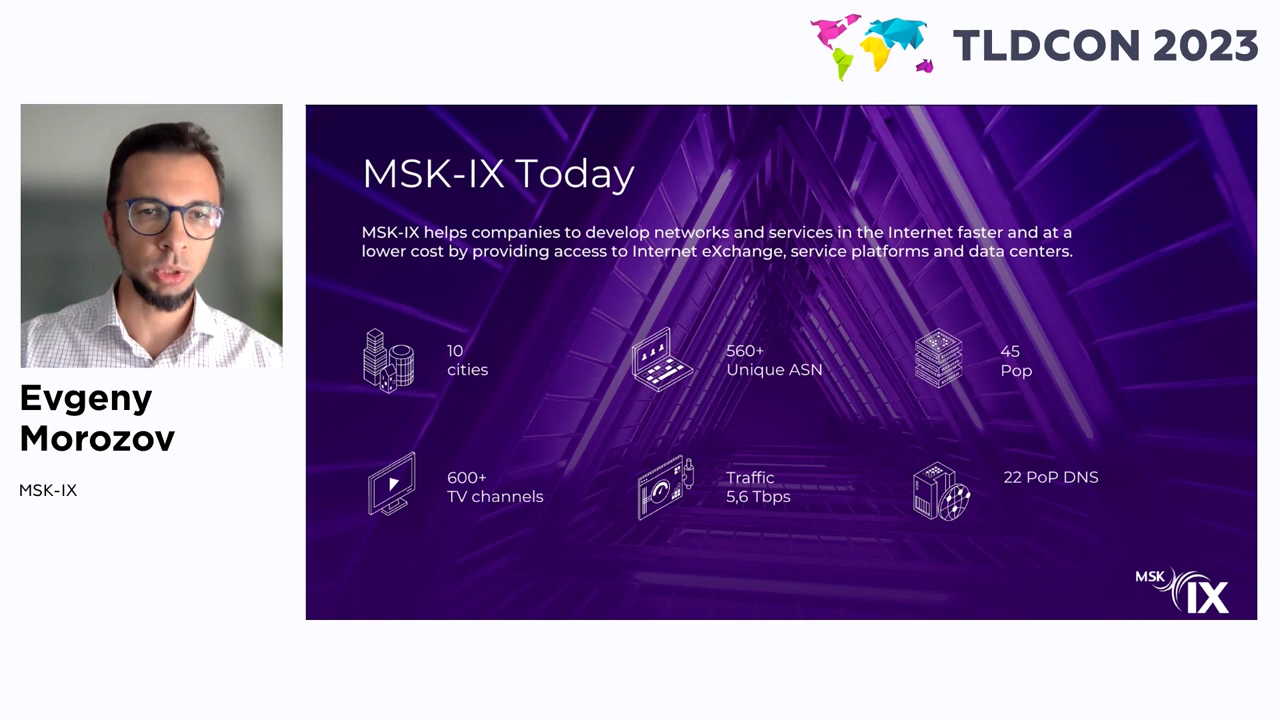 TLDCON 2023
Evgeny
Morozov
MSK-IX
MSK-IX Today
MSK-IX helps companies to develop networks and services in the Internet faster and at a
lower cost by providing access to Internet eXchange, service platforms and data centers.
10
cities
560+
Unique ASN
45
Pop
600+
TV channels
Traffic
5,6 Tbps
22 PoP DNS
MSK
IX